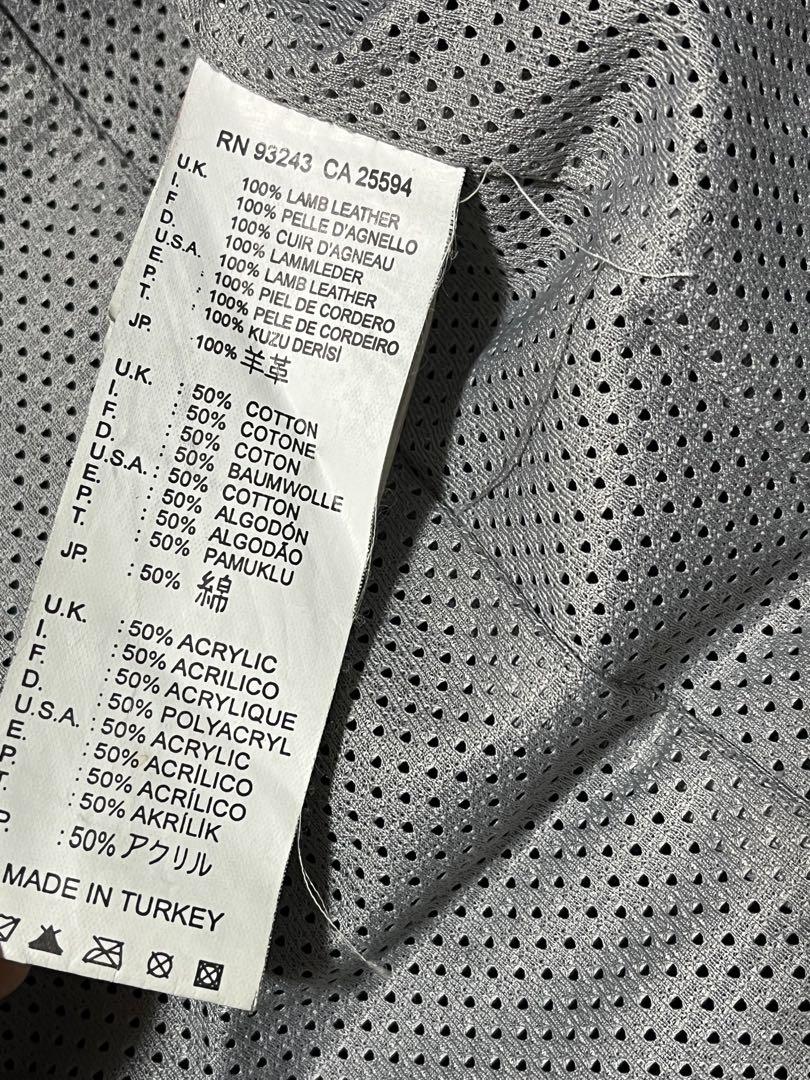 RN 93243 CA 25594
U.K. 100% LAMB LEATHER
I. 100% PELLE D'AGNELLO
F 100% CUIR D'AGNEAU
D. 100% LAMMLEDER
U.S.A. 100% LAMB LEATHER
E. : 100% PIEL DE CORDERO
P. : 100% PELE DE CORDEIRO
T. : 100% KUZU DERİSİ
JP. .100% 羊革
U.K. : 50% COTTON
I. : 50% COTONE
F. : 50% COTON
D. : 50% BAUMWOLLE
U.S.A. : 50% COTTON
E. : 50% ALGODÓN
P. : 50% ALGODÃO
T. : 50% PAMUKLU
JP. : 50% 綿
U.K. : 50% ACRYLIC
I. : 50% ACRILICO
F. : 50% ACRYLIQUE
D. : 50% POLYACRYL
U.S.A. : 50% ACRYLIC
E. : 50% ACRÍLICO
P. : 50% ACRÍLICO
T. : 50% AKRİLİK
P. : 50% アクリル
MADE IN TURKEY